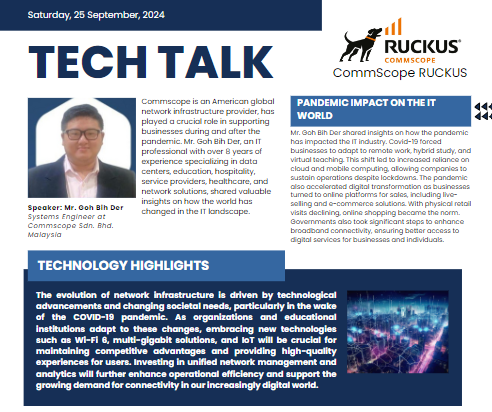 Saturday, 25 September, 2024
TECH TALK
RUCKUS®
COMMSCOPE
CommScope RUCKUS
Commscope is an American global
network infrastructure provider, has
played a crucial role in supporting
businesses during and after the
pandemic. Mr. Goh Bih Der, an IT
professional with over 8 years of
experience specializing in data
centers, education, hospitality,
service providers, healthcare, and
network solutions, shared valuable
insights on how the world has
changed in the IT landscape.
Speaker: Mr. Goh Bih Der
Systems Engineer at
Commscope Sdn. Bhd.
Malaysia
PANDEMIC IMPACT ON THE IT
WORLD
Mr. Goh Bih Der shared insights on how the pandemic
has impacted the IT industry. Covid-19 forced
businesses to adapt to remote work, hybrid study, and
virtual teaching. This shift led to increased reliance on
cloud and mobile computing, allowing companies to
sustain operations despite lockdowns. The pandemic
also accelerated digital transformation as businesses
turned to online platforms for sales, including live-
selling and e-commerce solutions. With physical retail
visits declining, online shopping became the norm.
Governments also took significant steps to enhance
broadband connectivity, ensuring better access to
digital services for businesses and individuals.
TECHNOLOGY HIGHLIGHTS
The evolution of network infrastructure is driven by technological
advancements and changing societal needs, particularly in the wake
of the COVID-19 pandemic. As organizations and educational
institutions adapt to these changes, embracing new technologies
such as Wi-Fi 6, multi-gigabit solutions, and IoT will be crucial for
maintaining competitive advantages and providing high-quality
experiences for users. Investing in unified network management and
analytics will further enhance operational efficiency and support the
growing demand for connectivity in our increasingly digital world.